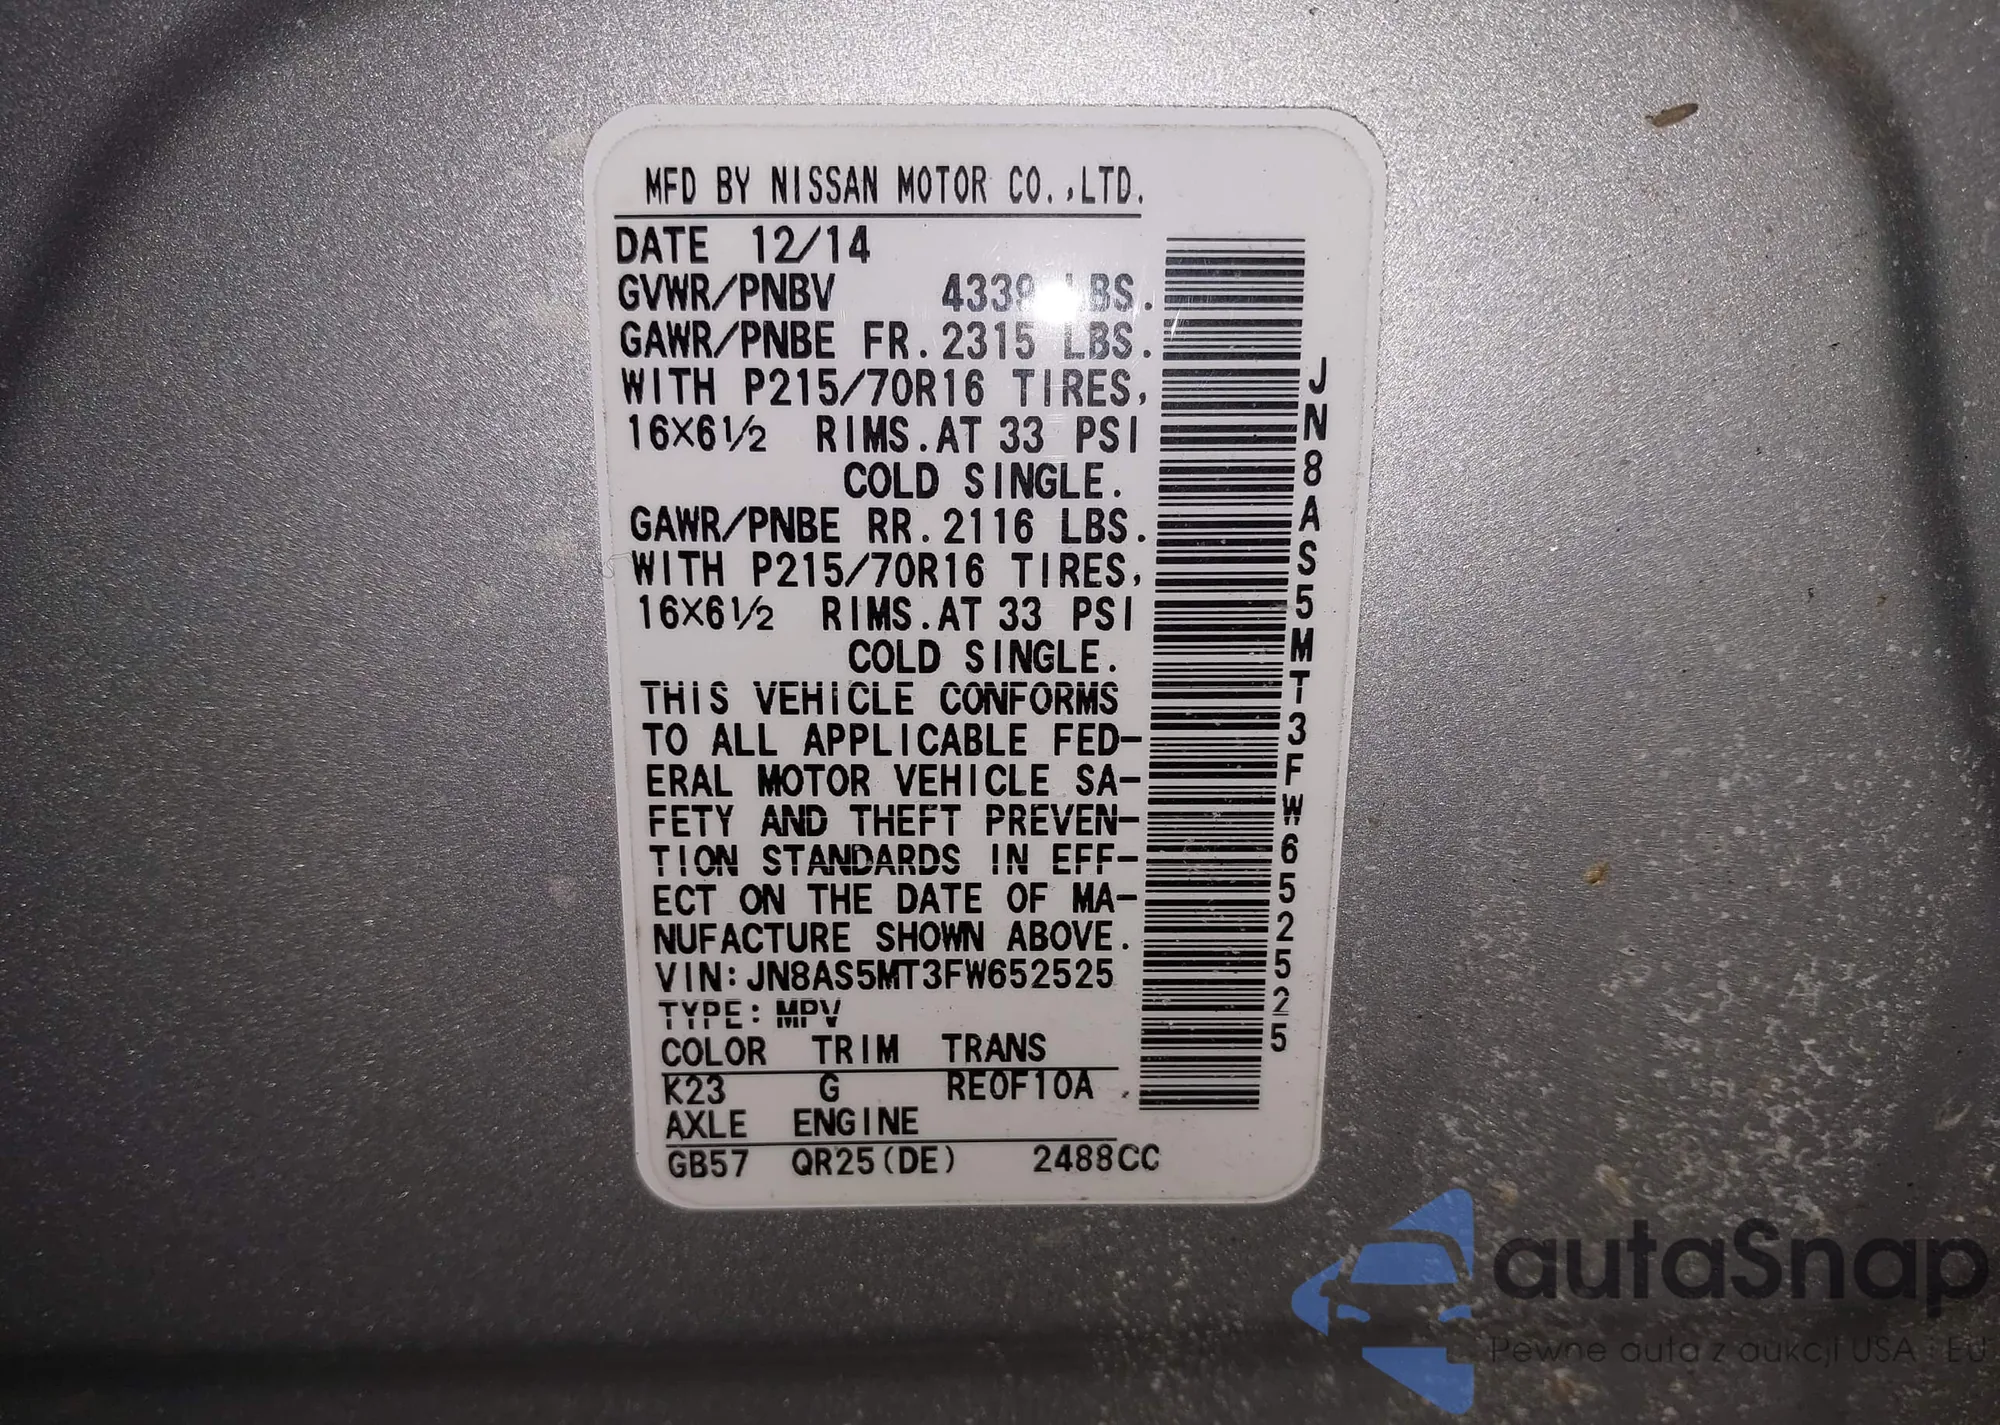 MFD BY NISSAN MOTOR CO.,LTD.
DATE 12/14
GVWR/PNBV 4339 LBS.
GAWR/PNBE FR. 2315 LBS.
WITH P215/70R16 TIRES,
16X6½ RIMS. AT 33 PSI
COLD SINGLE.
GAWR/PNBE RR. 2116 LBS.
WITH P215/70R16 TIRES,
16X6½ RIMS. AT 33 PSI
COLD SINGLE.
THIS VEHICLE CONFORMS
TO ALL APPLICABLE FED-
ERAL MOTOR VEHICLE SA-
FETY AND THEFT PREVEN-
TION STANDARDS IN EFF-
ECT ON THE DATE OF MA-
NUFACTURE SHOWN ABOVE.
VIN: JN8AS5MT3FW652525
TYPE: MPV
COLOR TRIM TRANS
K23 G RE0F10A
AXLE ENGINE
GB57 QR25(DE) 2488CC
JN8AS5MT3FW652525
autaSnap
Pewne auta z aukcji USA i EU